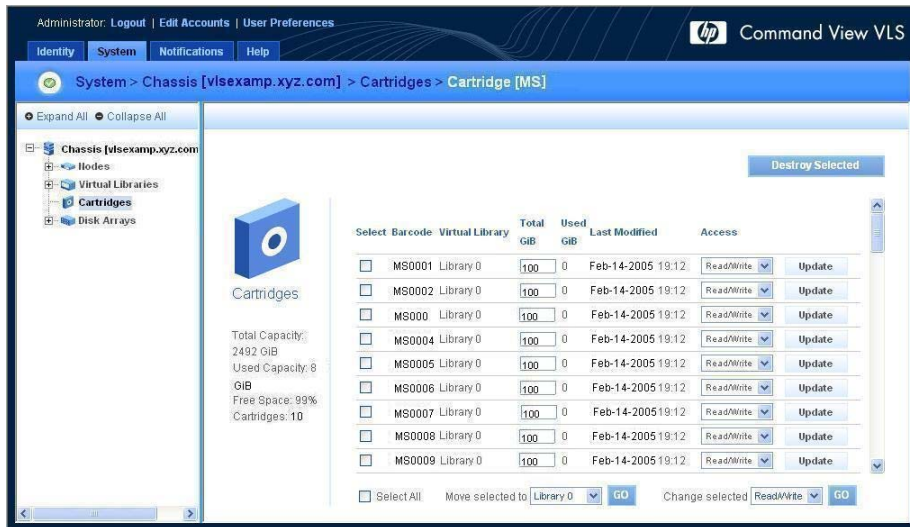 Administrator: Logout | Edit Accounts | User Preferences
hp Command View VLS
Identity System Notifications Help
System > Chassis [vlsexamp.xyz.com] > Cartridges > Cartridge [MS]
Expand All Collapse All
Chassis [vlsexamp.xyz.com
Nodes
Virtual Libraries
Cartridges
Disk Arrays
Destroy Selected
Cartridges
Total Capacity:
2492 GiB
Used Capacity: 8
GiB
Free Space: 99%
Cartridges: 10
Select Barcode Virtual Library Total GiB Used GiB Last Modified Access
MS0001 Library 0 100 0 Feb-14-2005 19:12 Read/Write Update
MS0002 Library 0 100 0 Feb-14-2005 19:12 Read/Write Update
MS000 Library 0 100 0 Feb-14-2005 19:12 Read/Write Update
MS0004 Library 0 100 0 Feb-14-2005 19:12 Read/Write Update
MS0005 Library 0 100 0 Feb-14-2005 19:12 Read/Write Update
MS0006 Library 0 100 0 Feb-14-2005 19:12 Read/Write Update
MS0007 Library 0 100 0 Feb-14-2005 19:12 Read/Write Update
MS0008 Library 0 100 0 Feb-14-2005 19:12 Read/Write Update
MS0009 Library 0 100 0 Feb-14-2005 19:12 Read/Write Update
Select All Move selected to Library 0 GO Change selected Read/Write GO